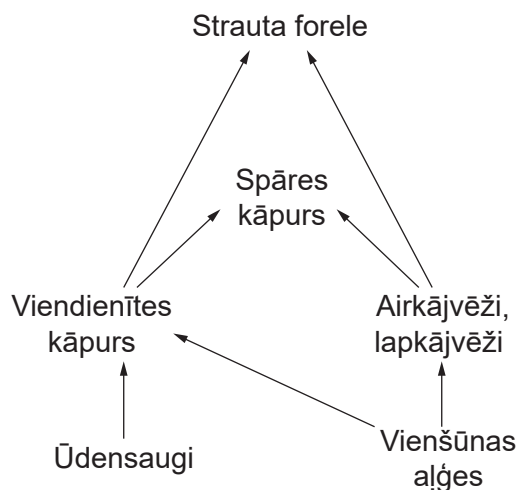 Strauta forele
Spāres
kāpurs
Viendienītes
kāpurs
Airkājvēži,
lapkājvēži
Ūdensaugi
Vienšūnas
aļģes